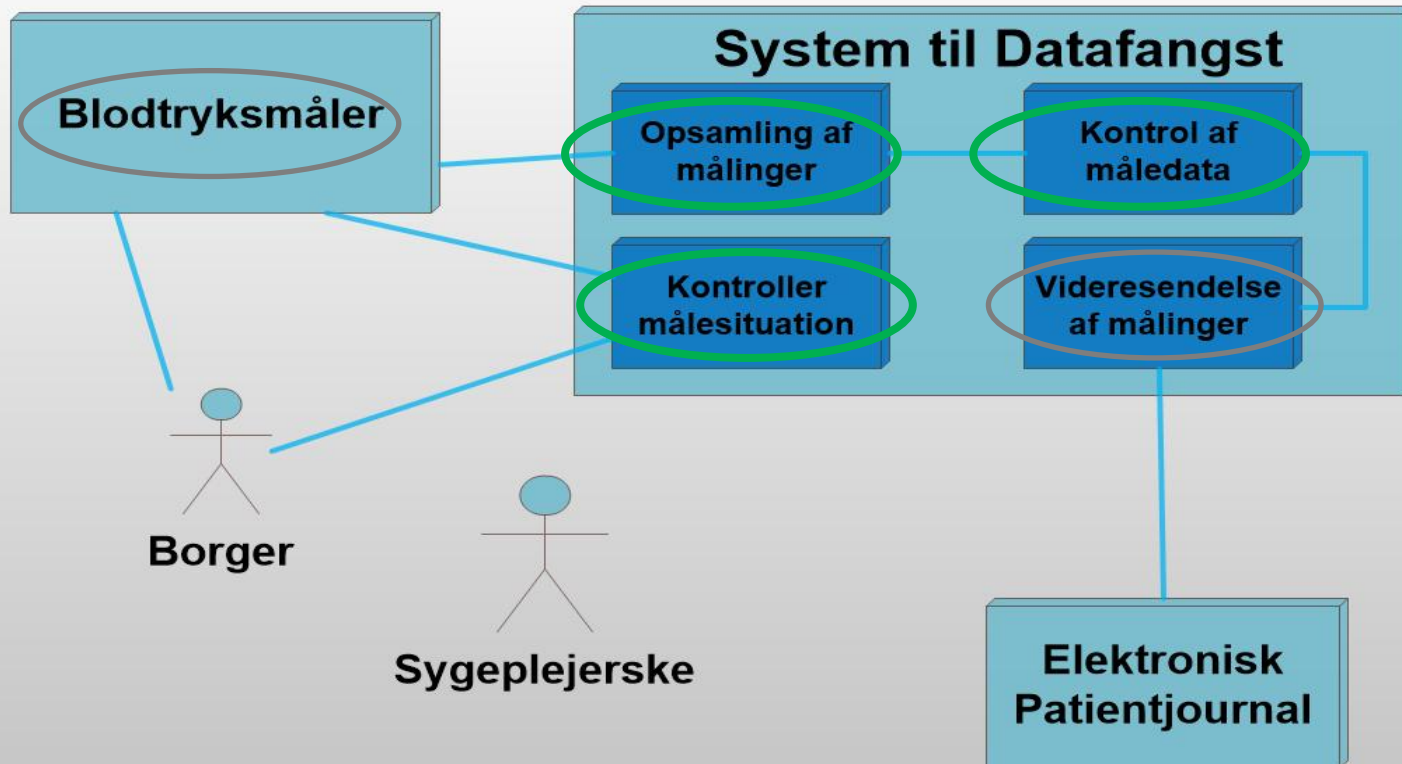 Blodtryksmåler
System til Datafangst
Opsamling af
målinger
Kontrol af
måledata
Kontroller
målesituation
Videresendelse
af målinger
Borger
Sygeplejerske
Elektronisk
Patientjournal